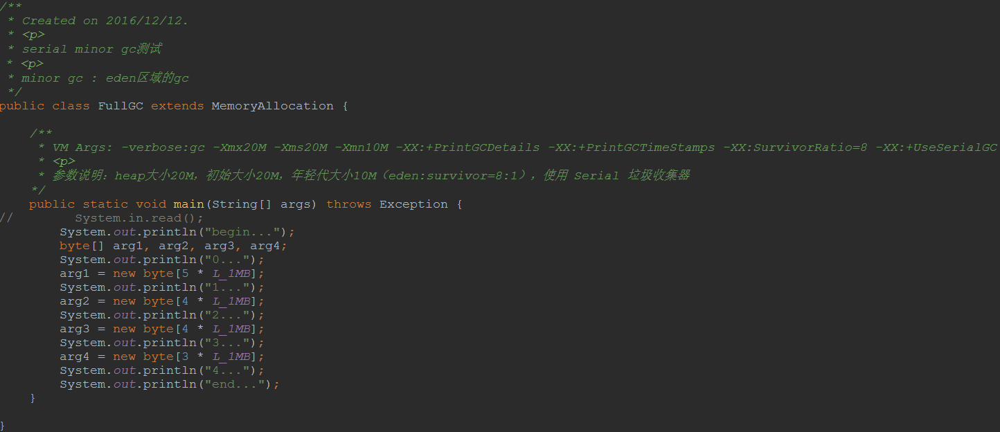 /**
 * Created on 2016/12/12.
 * <p>
 * serial minor gc测试
 * <p>
 * minor gc : eden区域的gc
 */
public class FullGC extends MemoryAllocation {
    /**
     * VM Args: -verbose:gc -Xmx20M -Xms20M -Xmn10M -XX:+PrintGCDetails -XX:+PrintGCTimeStamps -XX:SurvivorRatio=8 -XX:+UseSerialGC
     * <p>
     * 参数说明：heap大小20M，初始大小20M，年轻代大小10M（eden:survivor=8:1），使用 Serial 垃圾收集器
    */
    public static void main(String[] args) throws Exception {
//        System.in.read();
        System.out.println("begin...");
        byte[] arg1, arg2, arg3, arg4;
        System.out.println("0...");
        arg1 = new byte[5 * L_1MB];
        System.out.println("1...");
        arg2 = new byte[4 * L_1MB];
        System.out.println("2...");
        arg3 = new byte[4 * L_1MB];
        System.out.println("3...");
        arg4 = new byte[3 * L_1MB];
        System.out.println("4...");
        System.out.println("end...");
    }
}